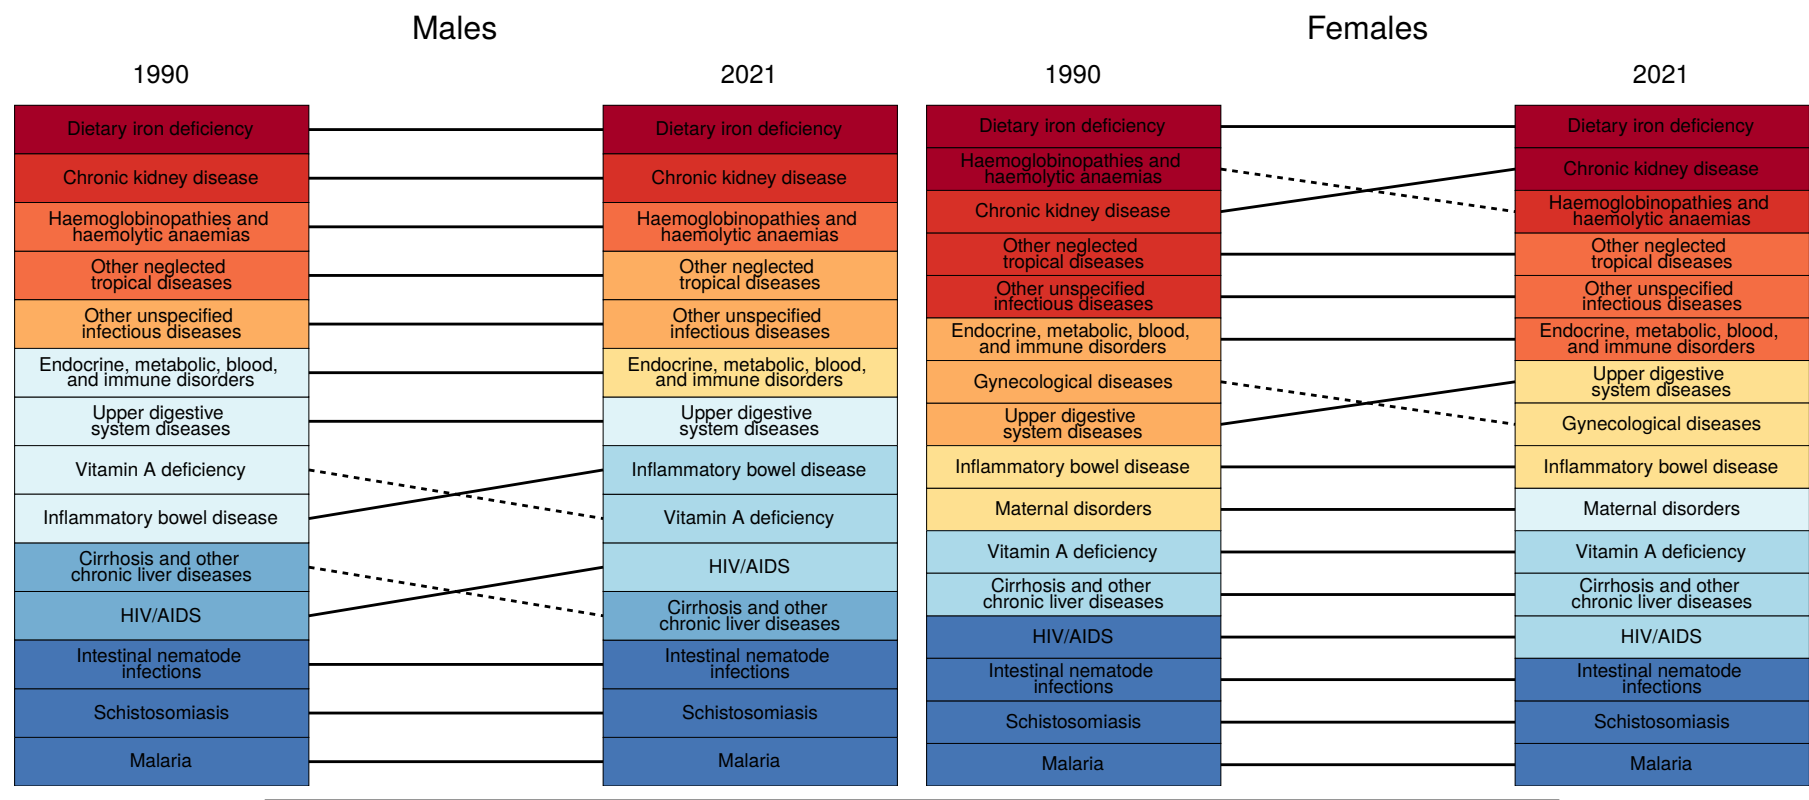 Males
1990
2021
Dietary iron deficiency
Chronic kidney disease
Haemoglobinopathies and
haemolytic anaemias
Other neglected
tropical diseases
Other unspecified
infectious diseases
Endocrine, metabolic, blood,
and immune disorders
Upper digestive
system diseases
Vitamin A deficiency
Inflammatory bowel disease
Cirrhosis and other
chronic liver diseases
HIV/AIDS
Intestinal nematode
infections
Schistosomiasis
Malaria
Dietary iron deficiency
Chronic kidney disease
Haemoglobinopathies and
haemolytic anaemias
Other neglected
tropical diseases
Other unspecified
infectious diseases
Endocrine, metabolic, blood,
and immune disorders
Upper digestive
system diseases
Inflammatory bowel disease
Vitamin A deficiency
HIV/AIDS
Cirrhosis and other
chronic liver diseases
Intestinal nematode
infections
Schistosomiasis
Malaria
Females
1990
2021
Dietary iron deficiency
Haemoglobinopathies and
haemolytic anaemias
Chronic kidney disease
Other neglected
tropical diseases
Other unspecified
infectious diseases
Endocrine, metabolic, blood,
and immune disorders
Gynecological diseases
Upper digestive
system diseases
Inflammatory bowel disease
Maternal disorders
Vitamin A deficiency
Cirrhosis and other
chronic liver diseases
HIV/AIDS
Intestinal nematode
infections
Schistosomiasis
Malaria
Dietary iron deficiency
Chronic kidney disease
Haemoglobinopathies and
haemolytic anaemias
Other neglected
tropical diseases
Other unspecified
infectious diseases
Endocrine, metabolic, blood,
and immune disorders
Upper digestive
system diseases
Gynecological diseases
Inflammatory bowel disease
Maternal disorders
Vitamin A deficiency
Cirrhosis and other
chronic liver diseases
HIV/AIDS
Intestinal nematode
infections
Schistosomiasis
Malaria